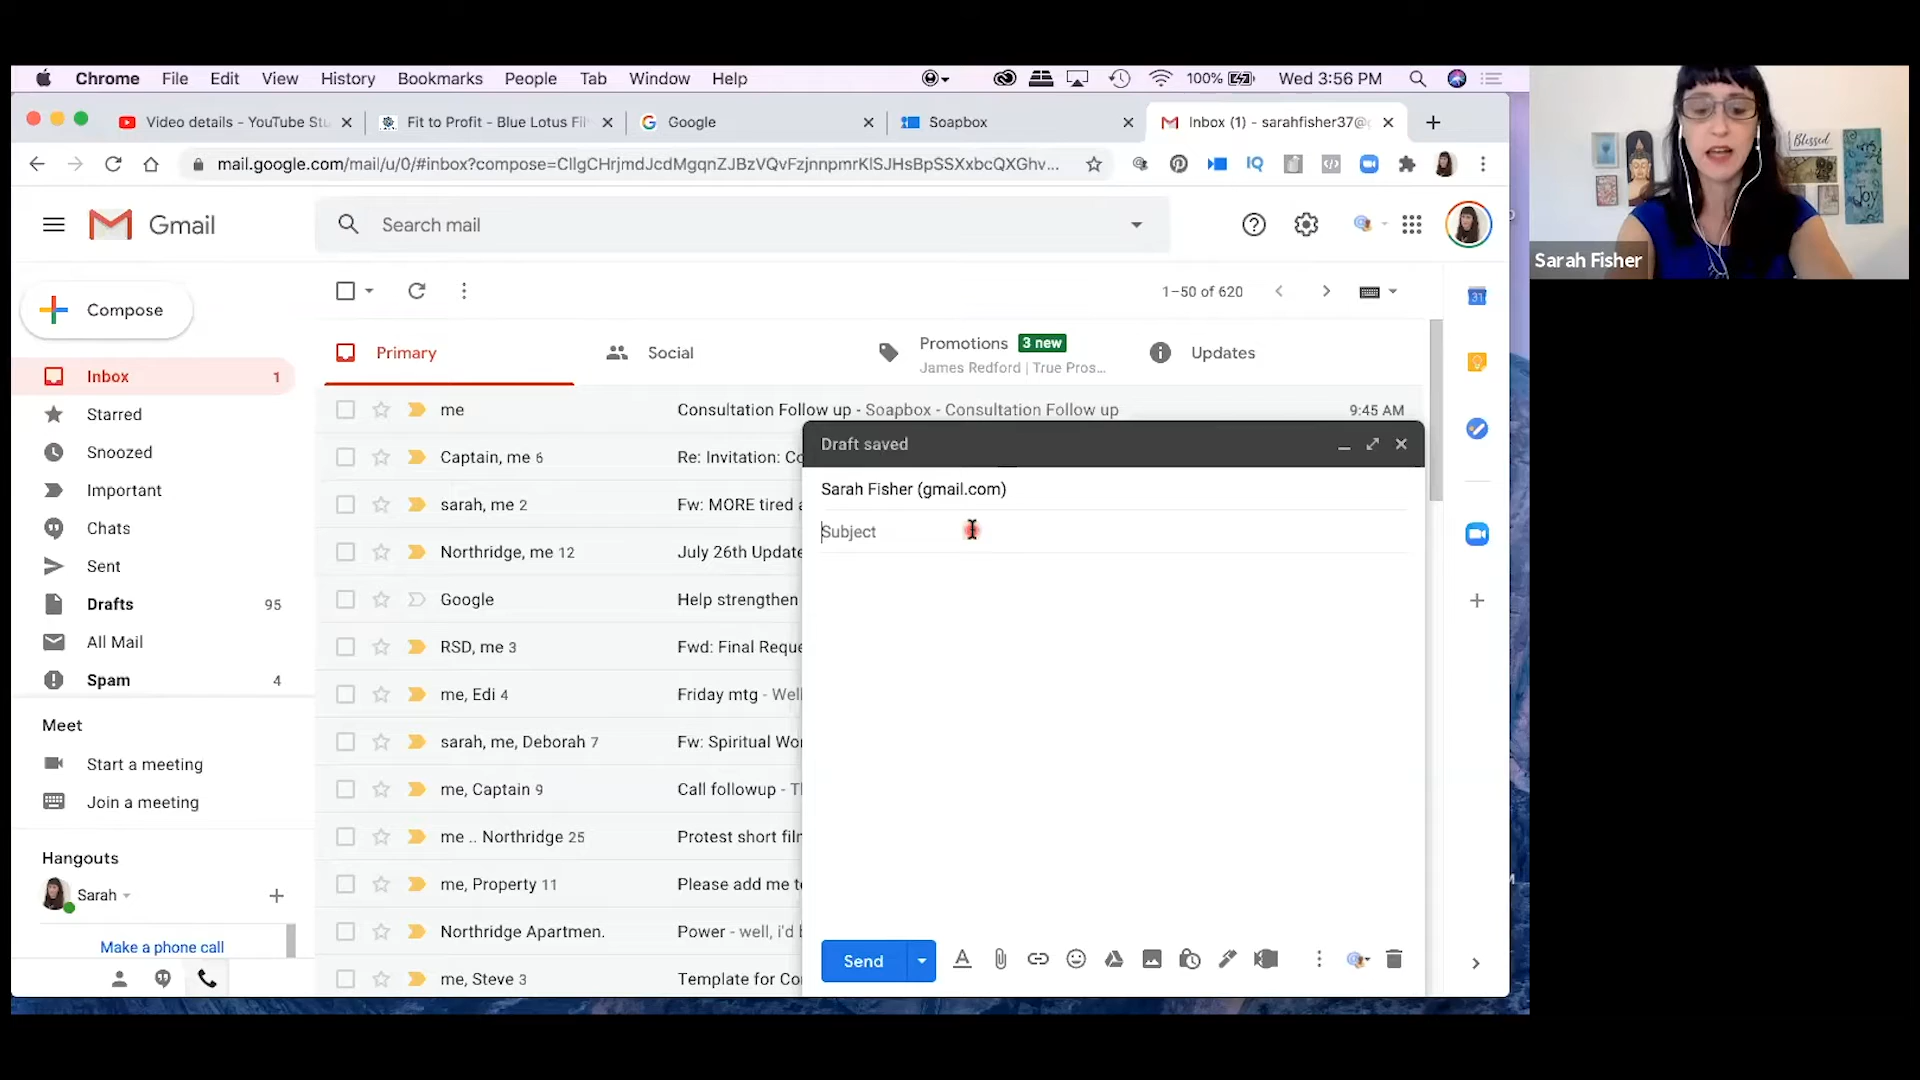 Chrome File Edit View History Bookmarks People Tab Window Help 100% Wed 3:56 PM
Video details - YouTube Stu
Fit to Profit - Blue Lotus Fil
Google
Soapbox
Inbox (1) - sarahfisher37@g
mail.google.com/mail/u/0/#inbox?compose=CllgCHrjmdJcdMgqnZJBzVQvFzjnnpmrKlSJHsBpSSXxbcQXGhv...
Gmail
Search mail
Compose
1–50 of 620
Primary
Social
Promotions 3 new
James Redford | True Pros...
Updates
Inbox 1
Starred
Snoozed
Important
Chats
Sent
Drafts 95
All Mail
Spam 4
Meet
Start a meeting
Join a meeting
Hangouts
Sarah
Make a phone call
me Consultation Follow up - Soapbox - Consultation Follow up 9:45 AM
Captain, me 6 Re: Invitation:
sarah, me 2 Fw: MORE tired
Northridge, me 12 July 26th Update
Google Help strengthen
RSD, me 3 Fwd: Final Reque
me, Edi 4 Friday mtg - Well
sarah, me, Deborah 7 Fw: Spiritual Wor
me, Captain 9 Call followup -
me .. Northridge 25 Protest short film
me, Property 11 Please add me to
Northridge Apartmen. Power - well, i'd
me, Steve 3 Template for
Draft saved
Sarah Fisher (gmail.com)
Subject
Send
31
IQ
Blessed
Joy
Sarah Fisher